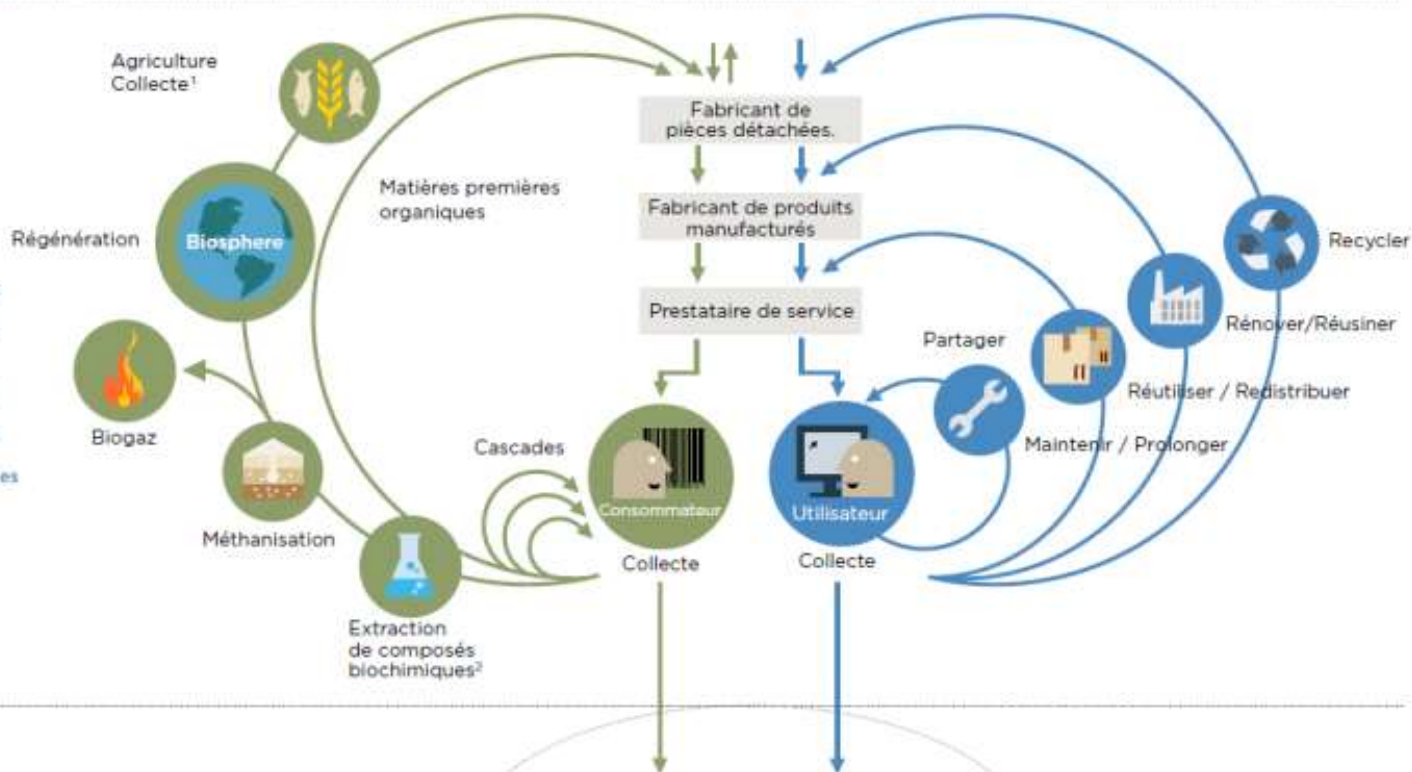 Agriculture
Collecte¹
Fabricant de
pièces détachées.
Matières premières
organiques
Fabricant de produits
manufacturés
Régénération
Biosphere
Recycler
Prestataire de service
Rénover/Réusiner
Partager
Réutiliser / Redistribuer
Biogaz
Cascades
Maintenir / Prolonger
es
Consommateur
Utilisateur
Méthanisation
Collecte
Collecte
Extraction
de composés
biochimiques²